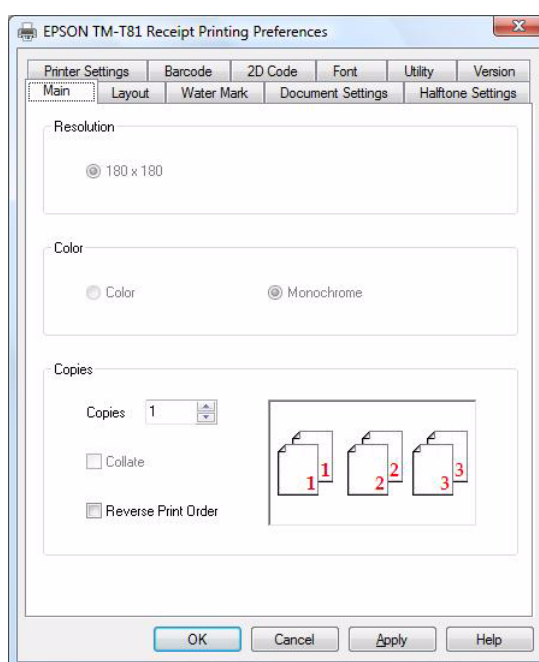 EPSON TM-T81 Receipt Printing Preferences
Printer Settings Barcode 2D Code Font Utility Version
Main Layout Water Mark Document Settings Halftone Settings
Resolution
180 x 180
Color
Color Monochrome
Copies
Copies 1
Collate
Reverse Print Order
1 1 2 2 3 3
OK Cancel Apply Help